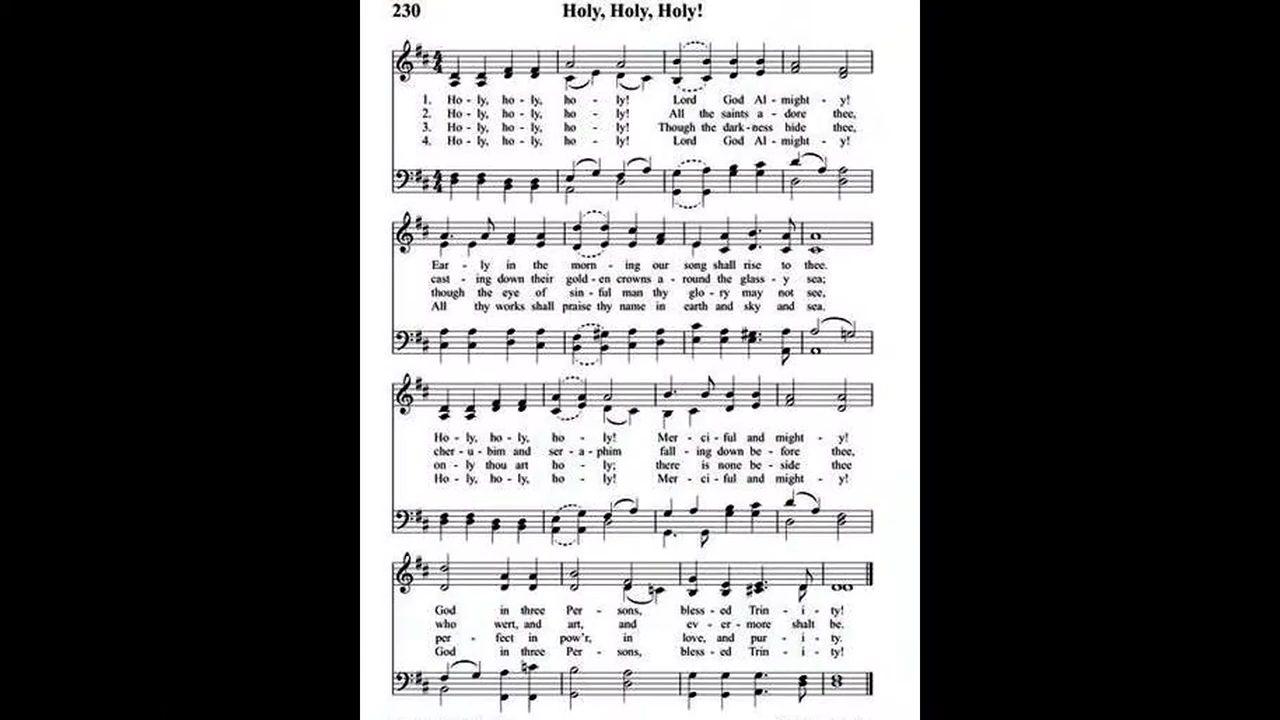 230 Holy, Holy, Holy!
1. Ho - ly, ho - ly, ho - ly! Lord God Al - might - y!
2. Ho - ly, ho - ly, ho - ly! All the saints a - dore thee,
3. Ho - ly, ho - ly, ho - ly! Though the dark - ness hide thee,
4. Ho - ly, ho - ly, ho - ly! Lord God Al - might - y!
Ear - ly in the morn - ing our song shall rise to thee.
cast - ing down their gold - en crowns a - round the glass - y sea;
though the eye of sin - ful man thy glo - ry may not see,
All thy works shall praise thy name in earth and sky and sea.
Ho - ly, ho - ly, ho - ly! Mer - ci - ful and might - y!
cher - u - bim and ser - a - phim fall - ing down be - fore thee,
on - ly thou art ho - ly; there is none be - side thee
Ho - ly, ho - ly, ho - ly! Mer - ci - ful and might - y!
God in three Per - sons, bless - ed Trin - i - ty!
who wert, and art, and ev - er - more shalt be.
per - fect in pow'r, in love, and pur - i - ty.
God in three Per - sons, bless - ed Trin - i - ty!